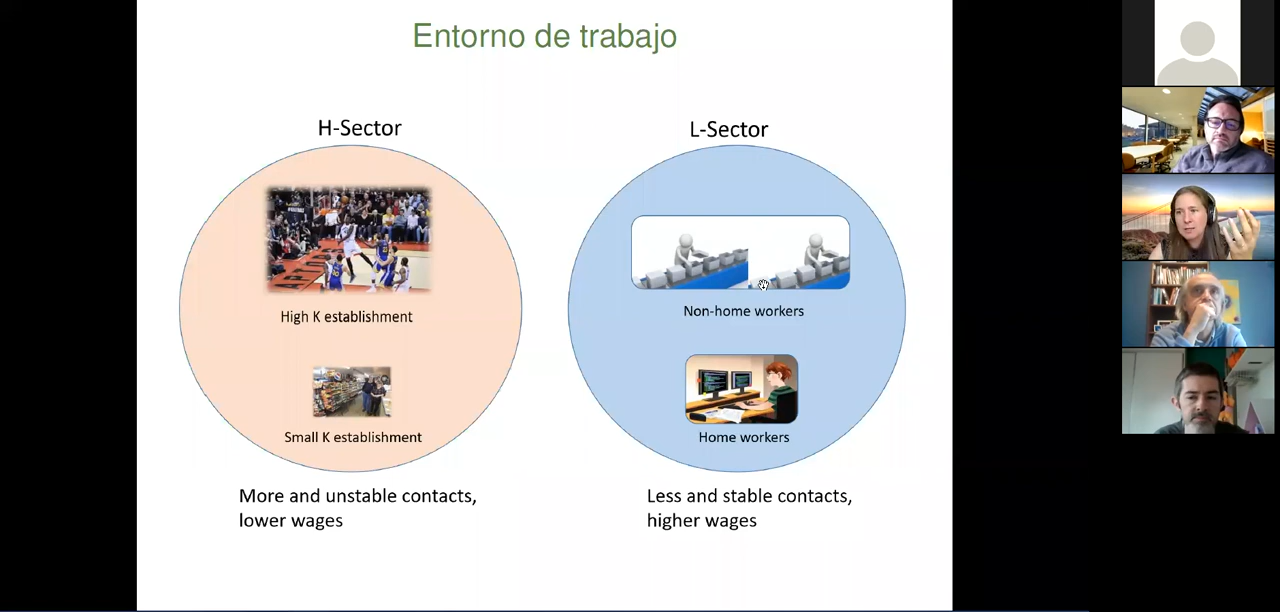 Entorno de trabajo
H-Sector
APTORS
High K establishment
Small K establishment
More and unstable contacts,
lower wages
L-Sector
Non-home workers
Home workers
Less and stable contacts,
higher wages